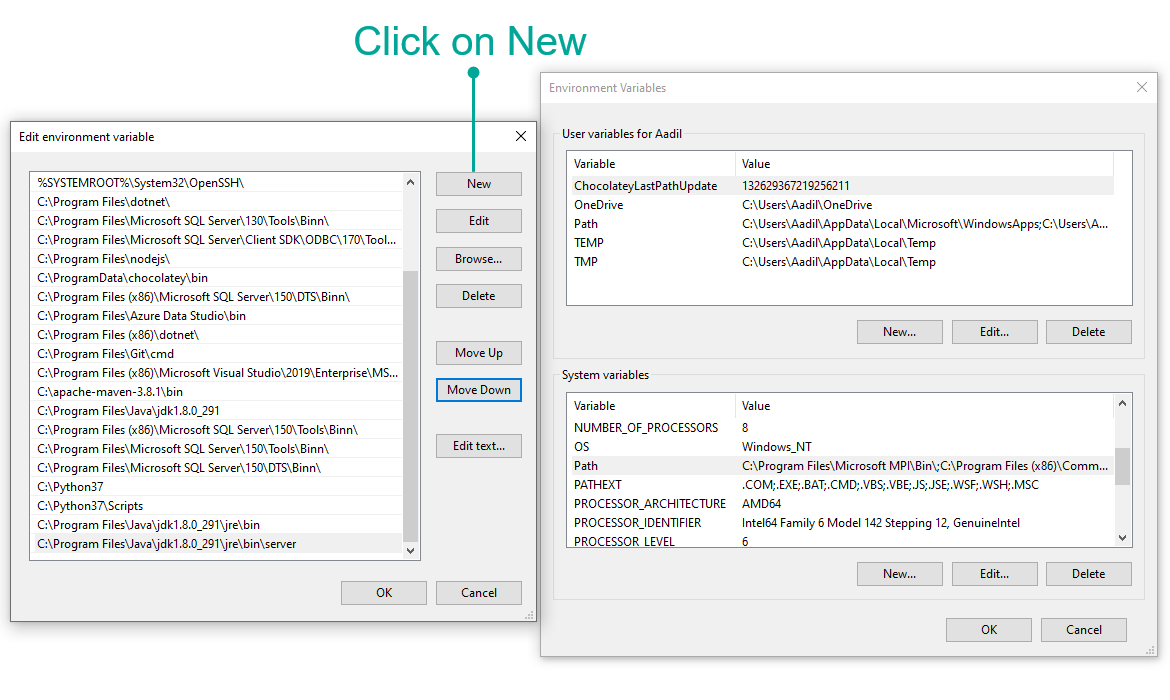 Click on New
Edit environment variable
%SYSTEMROOT%\System32\OpenSSH\
C:\Program Files\dotnet\
C:\Program Files\Microsoft SQL Server\130\Tools\Binn\
C:\Program Files\Microsoft SQL Server\Client SDK\ODBC\170\Tool...
C:\Program Files\nodejs\
C:\ProgramData\chocolatey\bin
C:\Program Files (x86)\Microsoft SQL Server\150\DTS\Binn\
C:\Program Files\Azure Data Studio\bin
C:\Program Files (x86)\dotnet\
C:\Program Files\Git\cmd
C:\Program Files (x86)\Microsoft Visual Studio\2019\Enterprise\MS...
C:\apache-maven-3.8.1\bin
C:\Program Files\Java\jdk1.8.0_291
C:\Program Files (x86)\Microsoft SQL Server\150\Tools\Binn\
C:\Program Files\Microsoft SQL Server\150\Tools\Binn\
C:\Program Files\Microsoft SQL Server\150\DTS\Binn\
C:\Python37
C:\Python37\Scripts
C:\Program Files\Java\jdk1.8.0_291\jre\bin
C:\Program Files\Java\jdk1.8.0_291\jre\bin\server
New
Edit
Browse...
Delete
Move Up
Move Down
Edit text...
OK Cancel
Environment Variables
User variables for Aadil
Variable Value
ChocolateyLastPathUpdate 132629367219256211
OneDrive C:\Users\Aadil\OneDrive
Path C:\Users\Aadil\AppData\Local\Microsoft\WindowsApps;C:\Users\A...
TEMP C:\Users\Aadil\AppData\Local\Temp
TMP C:\Users\Aadil\AppData\Local\Temp
New... Edit... Delete
System variables
Variable Value
NUMBER_OF_PROCESSORS 8
OS Windows_NT
Path C:\Program Files\Microsoft MPI\Bin\;C:\Program Files (x86)\Comm...
PATHEXT .COM;.EXE;.BAT;.CMD;.VBS;.VBE;.JS;.JSE;.WSF;.WSH;.MSC
PROCESSOR_ARCHITECTURE AMD64
PROCESSOR_IDENTIFIER Intel64 Family 6 Model 142 Stepping 12, GenuineIntel
PROCESSOR_LEVEL 6
New... Edit... Delete
OK Cancel